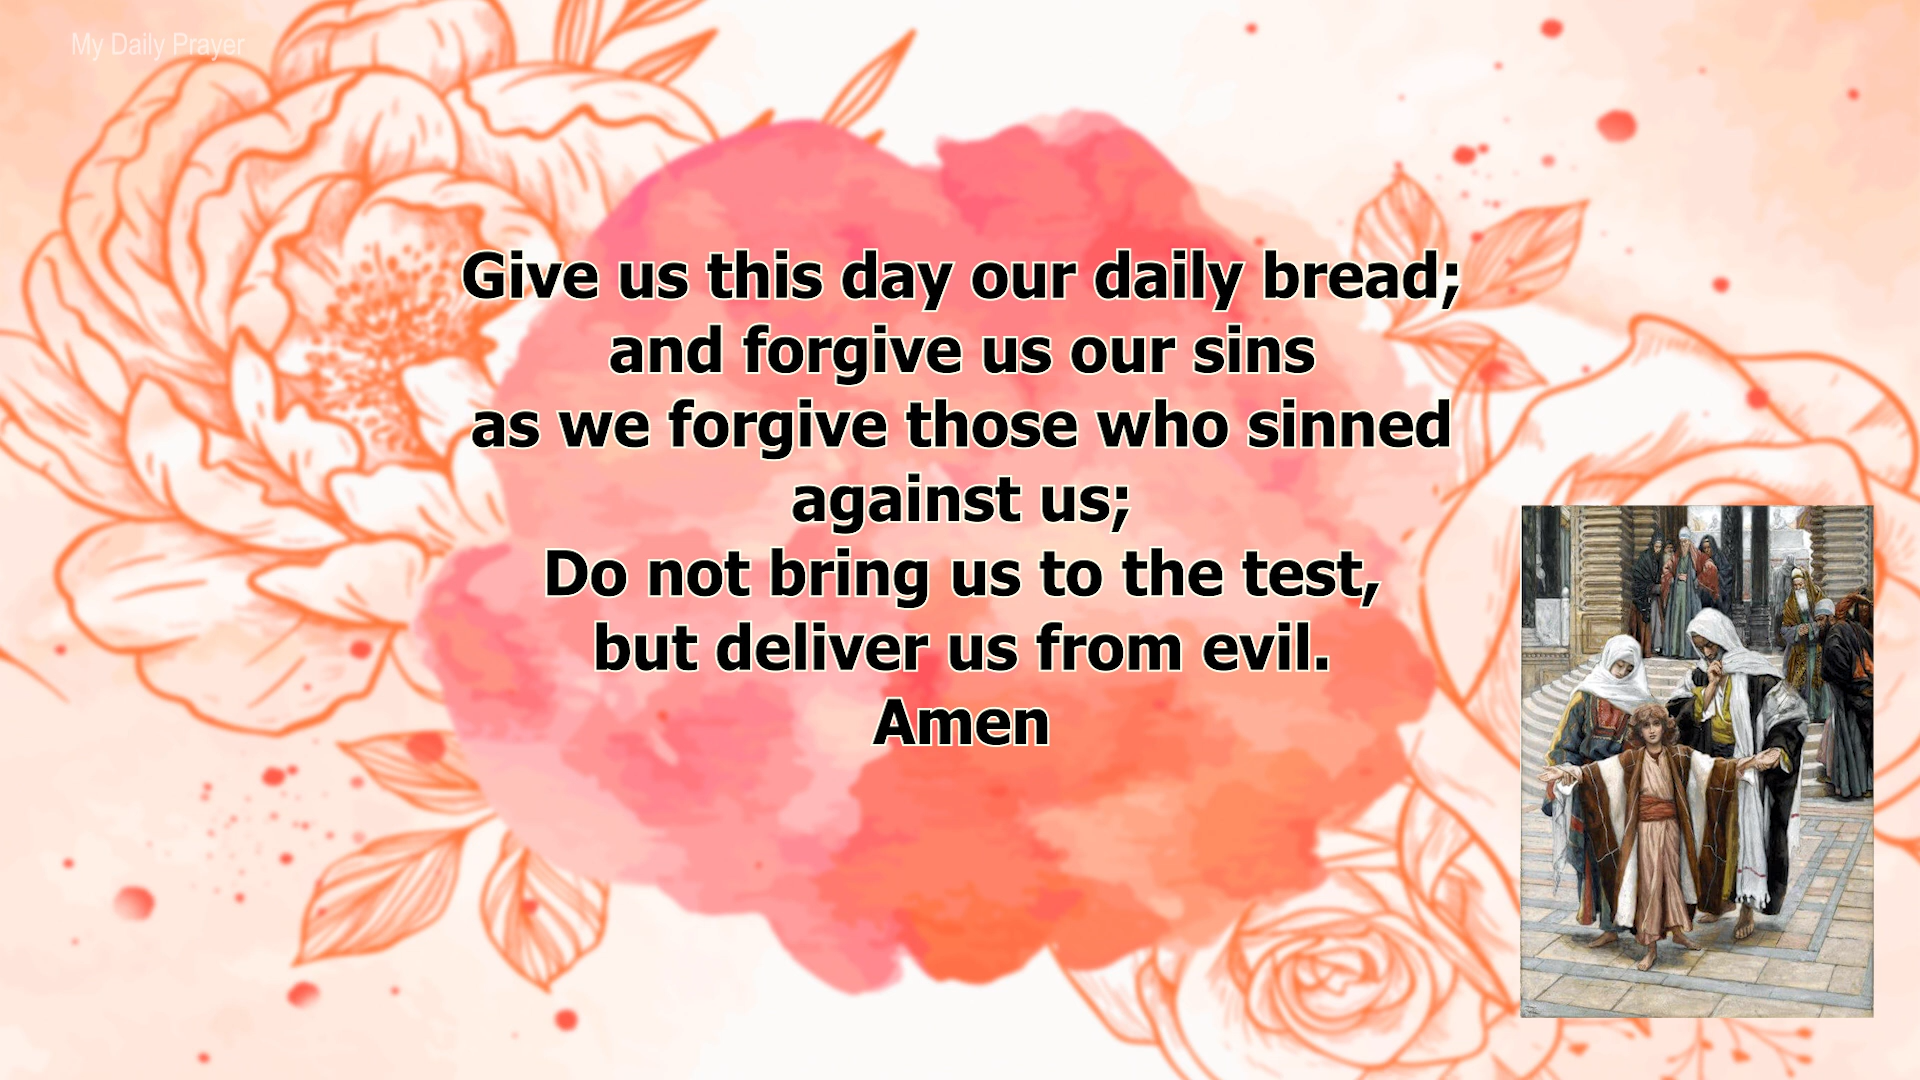 My Daily Prayer
Give us this day our daily bread;
and forgive us our sins
as we forgive those who sinned
against us;
Do not bring us to the test,
but deliver us from evil.
Amen